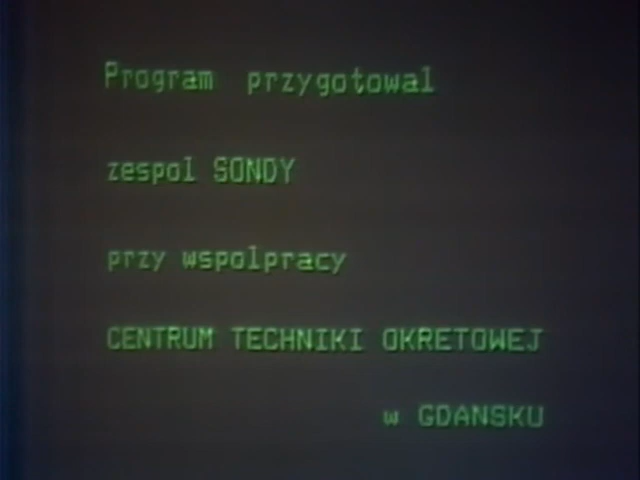 Program przygotowal
zespol SONDY
przy wspolpracy
CENTRUM TECHNIKI OKRETOWEJ
w GDANSKU